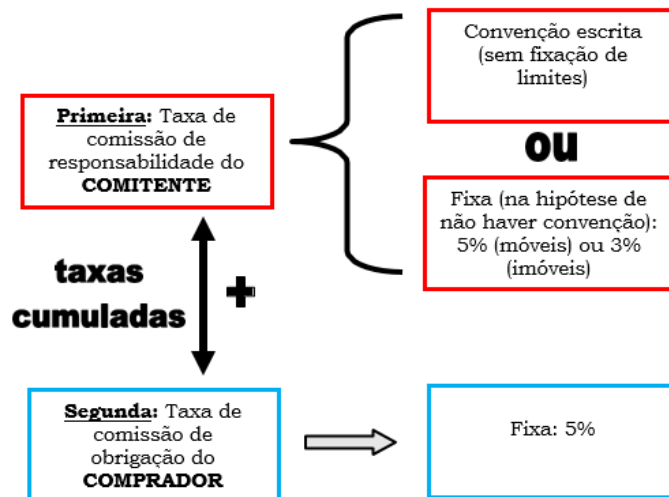 Primeira: Taxa de
comissão de
responsabilidade do
COMITENTE
Convenção escrita
(sem fixação de
limites)
ou
Fixa (na hipótese de
não haver convenção):
5% (móveis) ou 3%
(imóveis)
taxas
cumuladas
+
Segunda: Taxa de
comissão de
obrigação do
COMPRADOR
Fixa: 5%